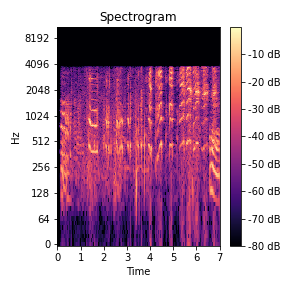 Spectrogram
8192
4096
2048
1024
512
256
128
64
0
Hz
0 1 2 3 4 5 6 7
Time
-10 dB
-20 dB
-30 dB
-40 dB
-50 dB
-60 dB
-70 dB
-80 dB